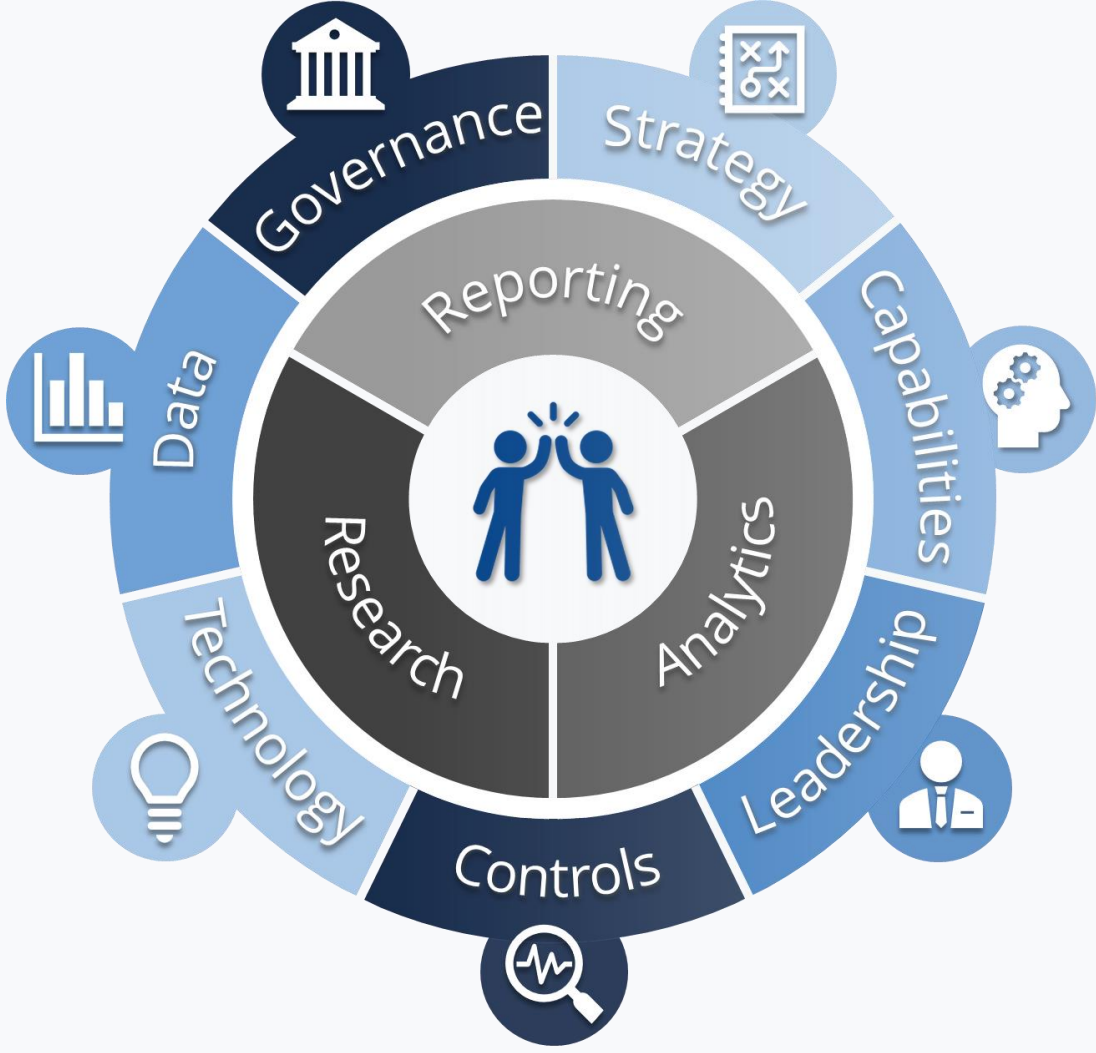 Governance
Strategy
Capabilities
Leadership
Controls
Technology
Data
Reporting
Analytics
Research